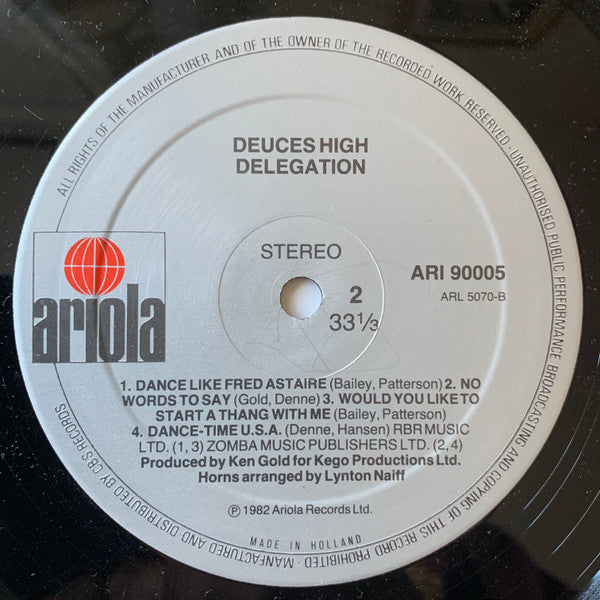 ALL RIGHTS OF THE MANUFACTURER AND OF THE OWNER OF THE RECORDED WORK RESERVED · UNAUTHORISED PUBLIC PERFORMANCE BROADCASTING AND COPYING OF THIS RECORD PROHIBITED · MANUFACTURED AND DISTRIBUTED BY CBS RECORDS
DEUCES HIGH
DELEGATION
STEREO
ariola
ARI 90005
ARL 5070-B
2
33⅓
1. DANCE LIKE FRED ASTAIRE (Bailey, Patterson) 2. NO
WORDS TO SAY (Gold, Denne) 3. WOULD YOU LIKE TO
START A THANG WITH ME (Bailey, Patterson)
4. DANCE-TIME U.S.A. (Denne, Hansen) RBR MUSIC
LTD. (1, 3) ZOMBA MUSIC PUBLISHERS LTD. (2, 4)
Produced by Ken Gold for Kego Productions Ltd.
Horns arranged by Lynton Naiff
℗ 1982 Ariola Records Ltd.
MADE IN HOLLAND